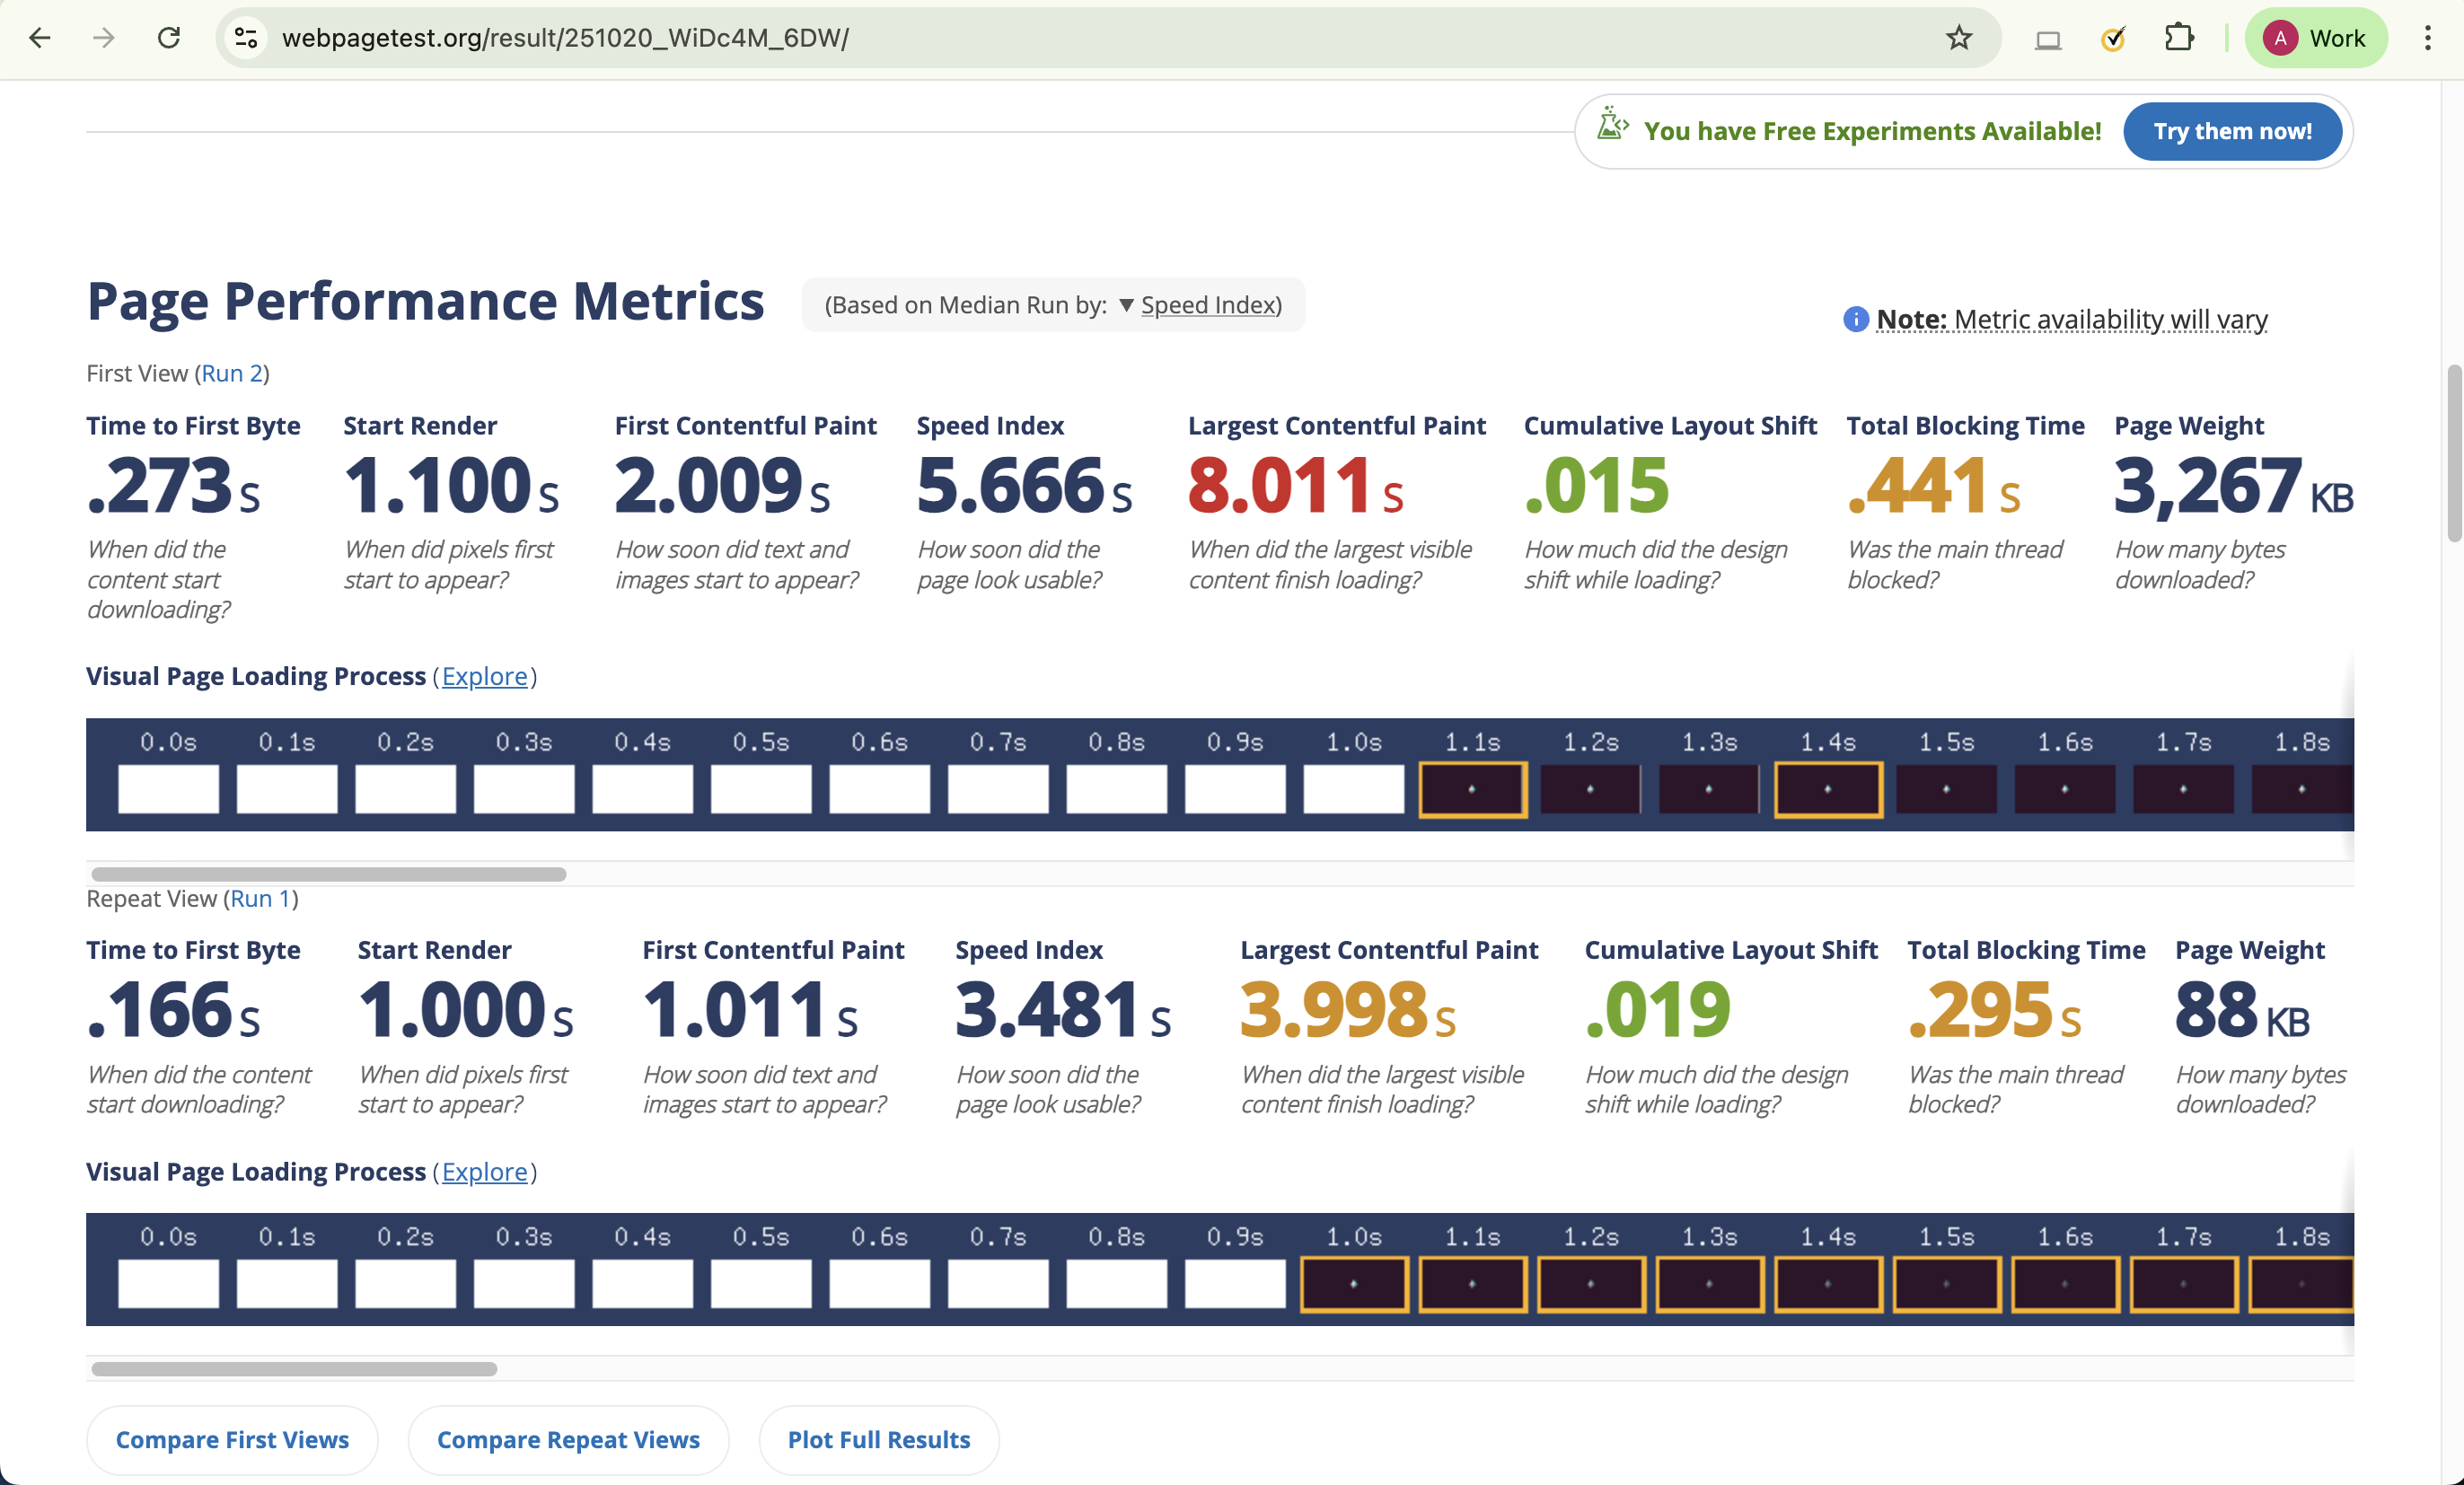 webpagetest.org/result/251020_WiDc4M_6DW/
A Work
You have Free Experiments Available! Try them now!
Page Performance Metrics (Based on Median Run by: ▼ Speed Index)
Note: Metric availability will vary
First View (Run 2)
Time to First Byte Start Render First Contentful Paint Speed Index Largest Contentful Paint Cumulative Layout Shift Total Blocking Time Page Weight
.273 s 1.100 s 2.009 s 5.666 s 8.011 s .015 .441 s 3,267 KB
When did the When did pixels first How soon did text and How soon did the When did the largest visible How much did the design Was the main thread How many bytes
content start start to appear? images start to appear? page look usable? content finish loading? shift while loading? blocked? downloaded?
downloading?
Visual Page Loading Process (Explore)
0.0s 0.1s 0.2s 0.3s 0.4s 0.5s 0.6s 0.7s 0.8s 0.9s 1.0s 1.1s 1.2s 1.3s 1.4s 1.5s 1.6s 1.7s 1.8s
Repeat View (Run 1)
Time to First Byte Start Render First Contentful Paint Speed Index Largest Contentful Paint Cumulative Layout Shift Total Blocking Time Page Weight
.166 s 1.000 s 1.011 s 3.481 s 3.998 s .019 .295 s 88 KB
When did the content When did pixels first How soon did text and How soon did the When did the largest visible How much did the design Was the main thread How many bytes
start downloading? start to appear? images start to appear? page look usable? content finish loading? shift while loading? blocked? downloaded?
Visual Page Loading Process (Explore)
0.0s 0.1s 0.2s 0.3s 0.4s 0.5s 0.6s 0.7s 0.8s 0.9s 1.0s 1.1s 1.2s 1.3s 1.4s 1.5s 1.6s 1.7s 1.8s
Compare First Views Compare Repeat Views Plot Full Results